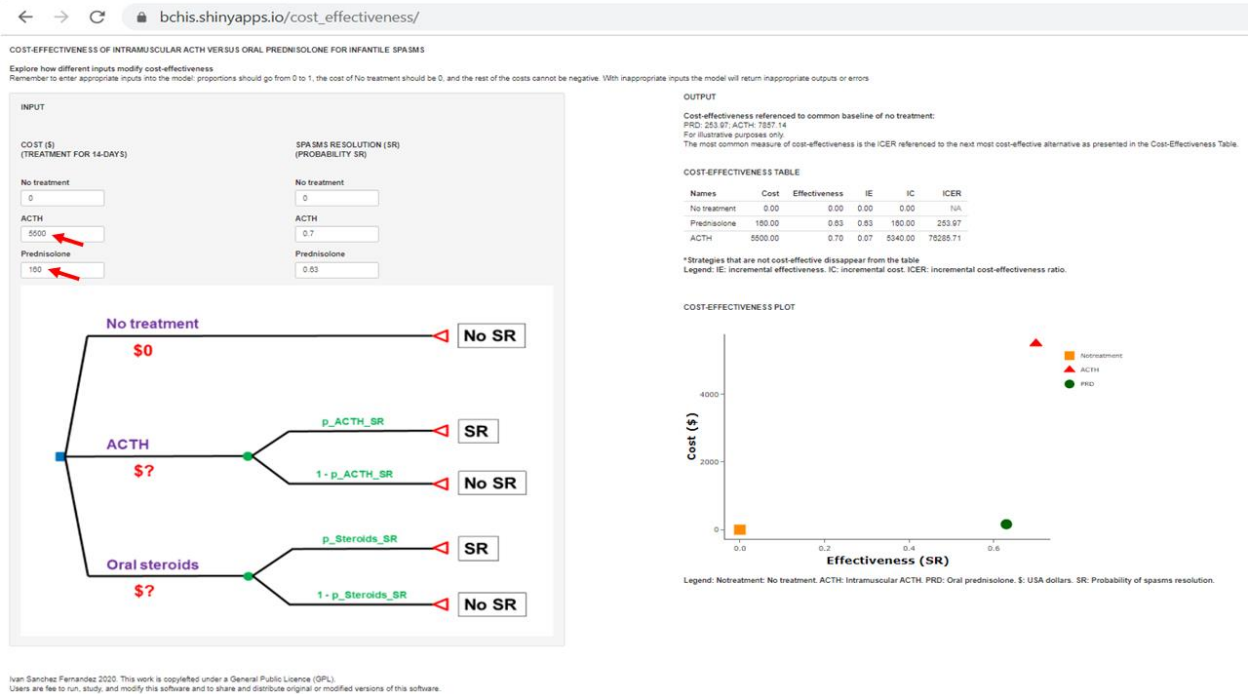 bchis.shinyapps.io/cost_effectiveness/
COST-EFFECTIVENESS OF INTRAMUSCULAR ACTH VERSUS ORAL PREDNISOLONE FOR INFANTILE SPASMS
Explore how different inputs modify cost-effectiveness
Remember to enter appropriate inputs into the model: proportions should go from 0 to 1, the cost of No treatment should be 0, and the rest of the costs cannot be negative. With inappropriate inputs the model will return inappropriate outputs or errors
INPUT
COST ($)
(TREATMENT FOR 14-DAYS)
SPASMS RESOLUTION (SR)
(PROBABILITY SR)
No treatment
No treatment
0
0
ACTH
ACTH
5500
0.7
Prednisolone
Prednisolone
160
0.63
No treatment
$0
No SR
ACTH
$?
p_ACTH_SR
SR
1 - p_ACTH_SR
No SR
Oral steroids
$?
p_Steroids_SR
SR
1 - p_Steroids_SR
No SR
OUTPUT
Cost-effectiveness referenced to common baseline of no treatment:
PRD: 253.97; ACTH: 7857.14
For illustrative purposes only.
The most common measure of cost-effectiveness is the ICER referenced to the next most cost-effective alternative as presented in the Cost-Effectiveness Table.
COST-EFFECTIVENESS TABLE
Names Cost Effectiveness IE IC ICER
No treatment 0.00 0.00 0.00 0.00 NA
Prednisolone 160.00 0.63 0.63 160.00 253.97
ACTH 5500.00 0.70 0.07 5340.00 76285.71
*Strategies that are not cost-effective dissappear from the table
Legend: IE: incremental effectiveness. IC: incremental cost. ICER: incremental cost-effectiveness ratio.
COST-EFFECTIVENESS PLOT
Cost ($)
4000
2000
0
0.0 0.2 0.4 0.6
Effectiveness (SR)
Notreatment
ACTH
PRD
Legend: Notreatment: No treatment. ACTH: Intramuscular ACTH. PRD: Oral prednisolone. $: USA dollars. SR: Probability of spasms resolution.
Ivan Sanchez Fernandez 2020. This work is copylefted under a General Public Licence (GPL).
Users are fee to run, study, and modify this software and to share and distribute original or modified versions of this software.